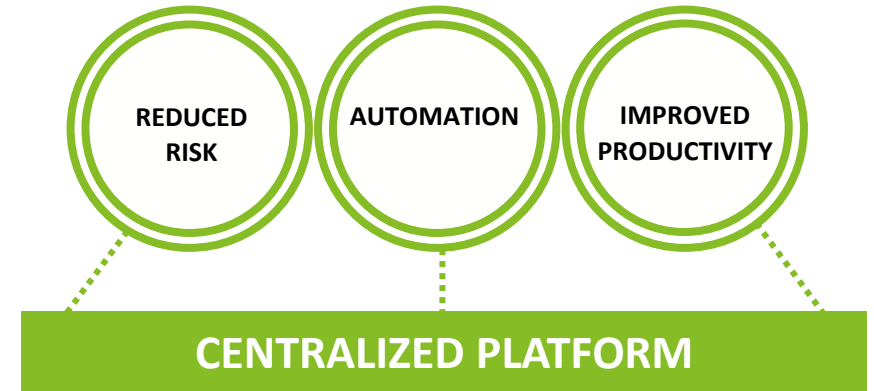 REDUCED
RISK
AUTOMATION
IMPROVED
PRODUCTIVITY
CENTRALIZED PLATFORM